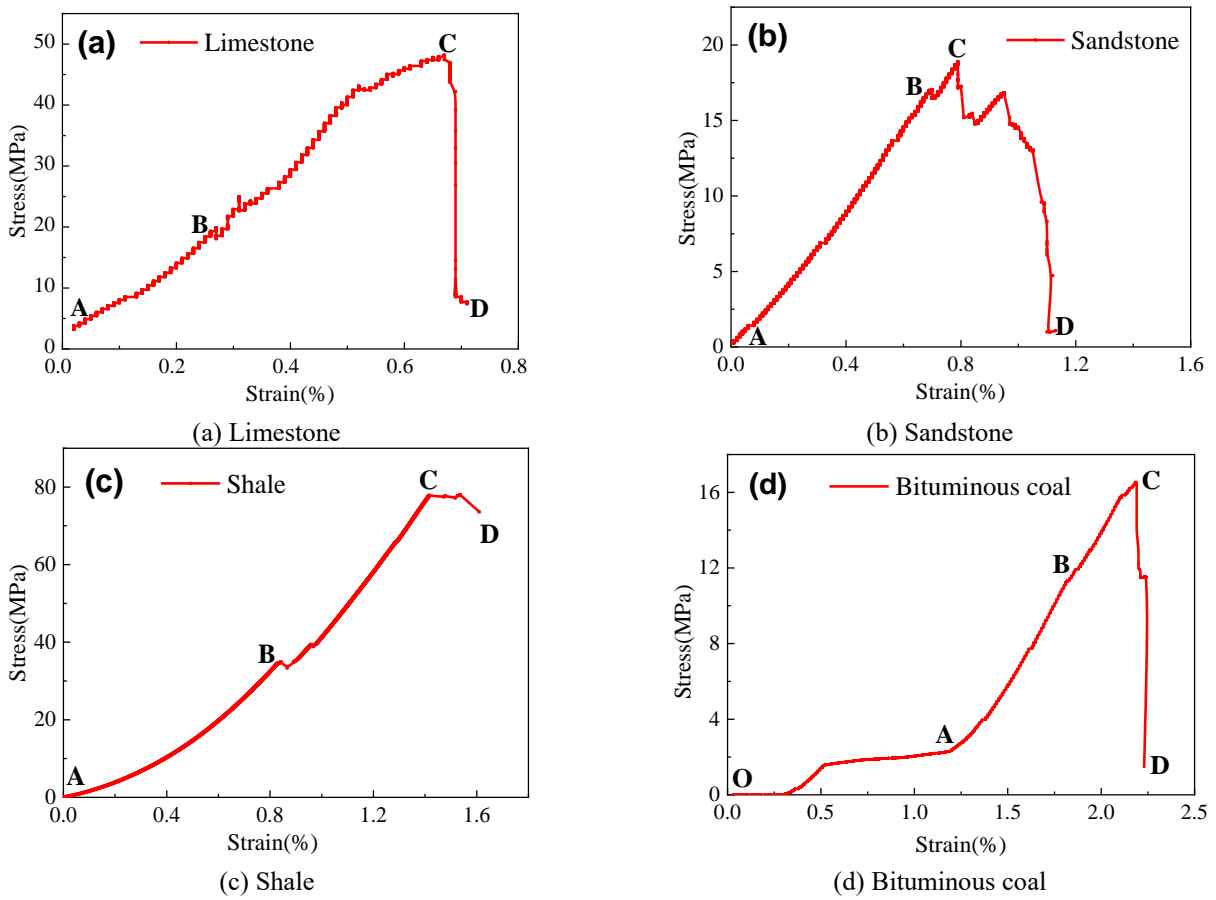 (a) Limestone
50
40
30
20
10
0
Stress(MPa)
A
B
C
D
0.0 0.2 0.4 0.6 0.8
Strain(%)
(a) Limestone
(b) Sandstone
20
15
10
5
0
Stress(MPa)
A
B
C
D
0.0 0.4 0.8 1.2 1.6
Strain(%)
(b) Sandstone
(c) Shale
80
60
40
20
0
Stress(MPa)
A
B
C
D
0.0 0.4 0.8 1.2 1.6
Strain(%)
(c) Shale
(d) Bituminous coal
16
12
8
4
0
Stress(MPa)
O
A
B
C
D
0.0 0.5 1.0 1.5 2.0 2.5
Strain(%)
(d) Bituminous coal